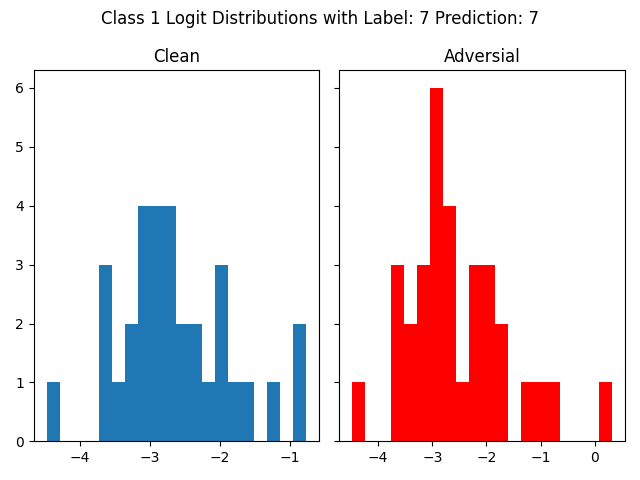 Class 1 Logit Distributions with Label: 7 Prediction: 7
Clean
Adversial
6
5
4
3
2
1
0
−4 −3 −2 −1
−4 −3 −2 −1 0